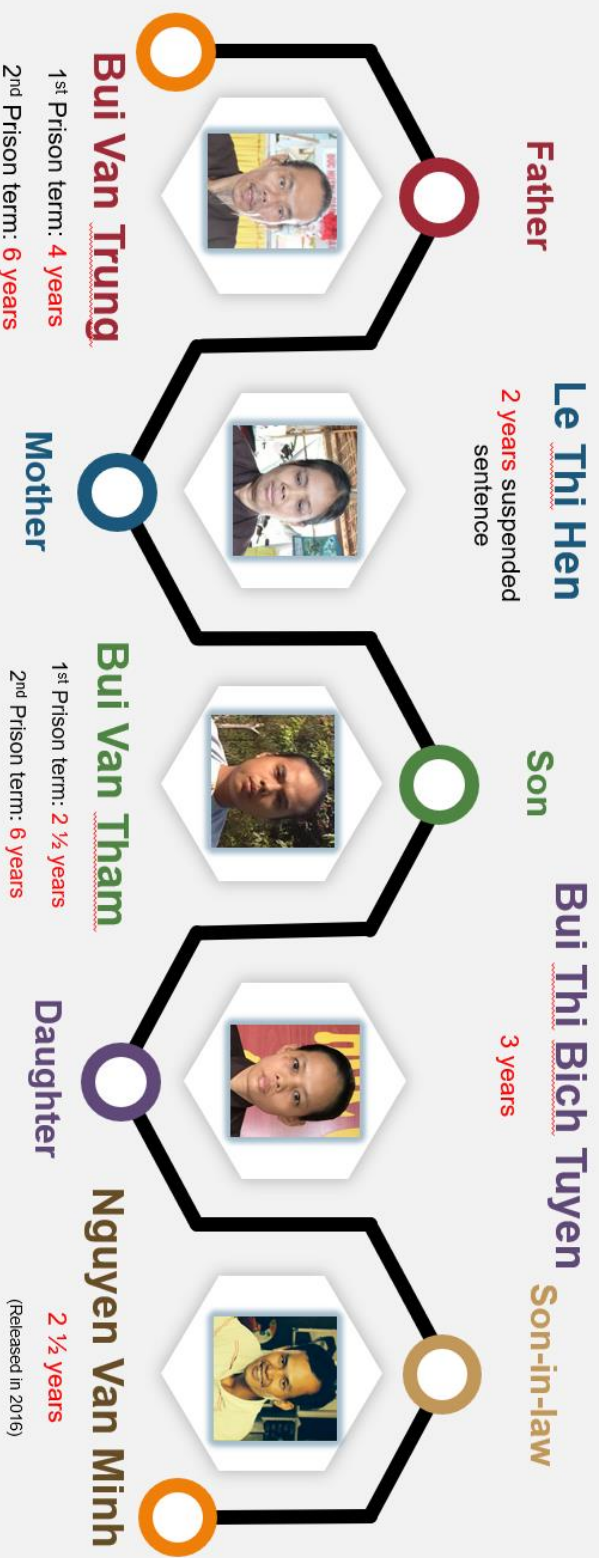 Father
Bui Van Trung
1st Prison term: 4 years
2nd Prison term: 6 years
Le Thi Hen
2 years suspended
sentence
Mother
Son
Bui Van Tham
1st Prison term: 2 ½ years
2nd Prison term: 6 years
Bui Thi Bich Tuyen
3 years
Daughter
Son-in-law
Nguyen Van Minh
2 ½ years
(Released in 2016)